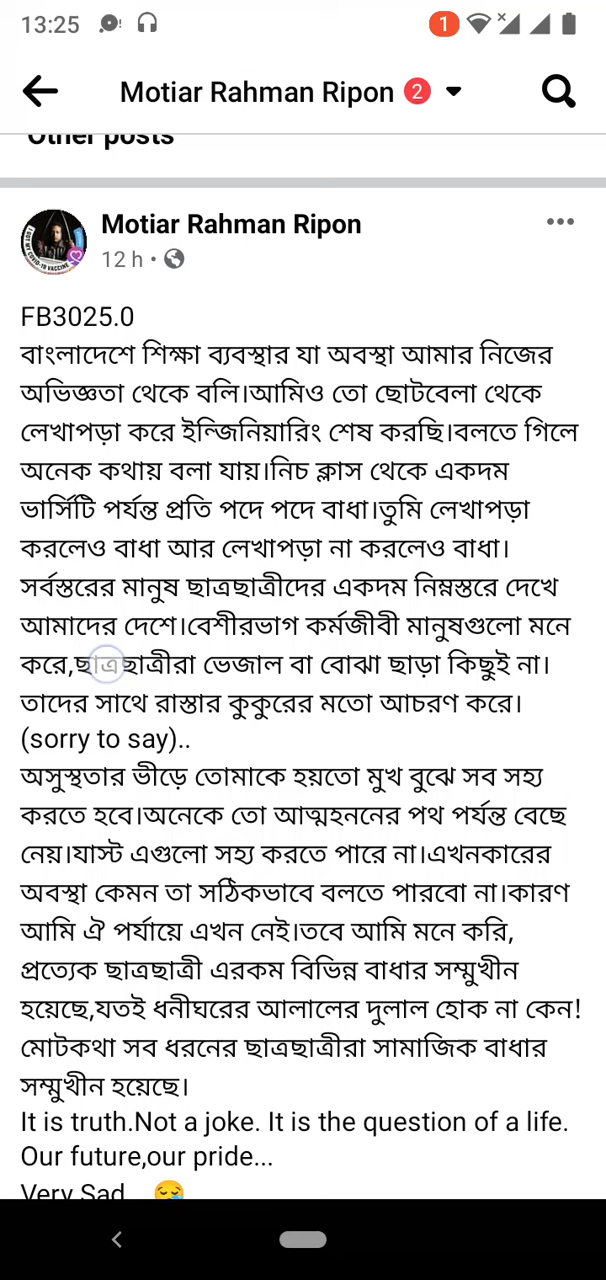 13:25
1
Motiar Rahman Ripon 2
Other posts
Motiar Rahman Ripon
12 h •
FB3025.0
বাংলাদেশে শিক্ষা ব্যবস্থার যা অবস্থা আমার নিজের
অভিজ্ঞতা থেকে বলি।আমিও তো ছোটবেলা থেকে
লেখাপড়া করে ইন্জিনিয়ারিং শেষ করছি।বলতে গিলে
অনেক কথায় বলা যায়।নিচ ক্লাস থেকে একদম
ভার্সিটি পর্যন্ত প্রতি পদে পদে বাধা।তুমি লেখাপড়া
করলেও বাধা আর লেখাপড়া না করলেও বাধা।
সর্বস্তরের মানুষ ছাত্রছাত্রীদের একদম নিম্নস্তরে দেখে
আমাদের দেশে।বেশীরভাগ কর্মজীবী মানুষগুলো মনে
করে,ছাত্রছাত্রীরা ভেজাল বা বোঝা ছাড়া কিছুই না।
তাদের সাথে রাস্তার কুকুরের মতো আচরণ করে।
(sorry to say)..
অসুস্থতার ভীড়ে তোমাকে হয়তো মুখ বুঝে সব সহ্য
করতে হবে।অনেকে তো আত্মহননের পথ পর্যন্ত বেছে
নেয়।যাস্ট এগুলো সহ্য করতে পারে না।এখনকারের
অবস্থা কেমন তা সঠিকভাবে বলতে পারবো না।কারণ
আমি ঐ পর্যায়ে এখন নেই।তবে আমি মনে করি,
প্রত্যেক ছাত্রছাত্রী এরকম বিভিন্ন বাধার সম্মুখীন
হয়েছে,যতই ধনীঘরের আলালের দুলাল হোক না কেন!
মোটকথা সব ধরনের ছাত্রছাত্রীরা সামাজিক বাধার
সম্মুখীন হয়েছে।
It is truth.Not a joke. It is the question of a life.
Our future,our pride...
Very Sad